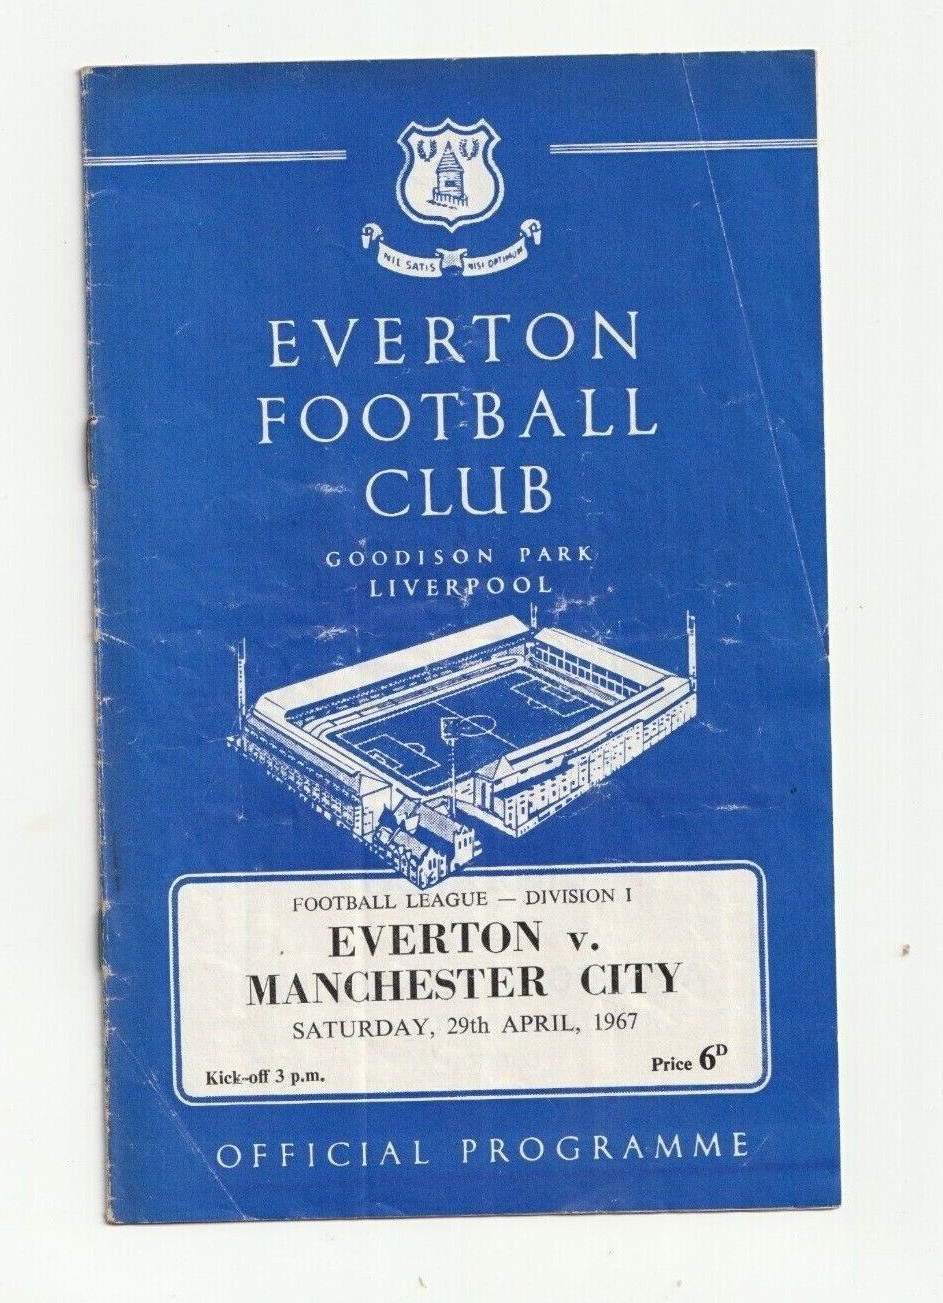 NIL SATIS NISI OPTIMUM
EVERTON
FOOTBALL
CLUB
GOODISON PARK
LIVERPOOL
FOOTBALL LEAGUE — DIVISION I
EVERTON v.
MANCHESTER CITY
SATURDAY, 29th APRIL, 1967
Kick-off 3 p.m.
Price 6D
OFFICIAL PROGRAMME